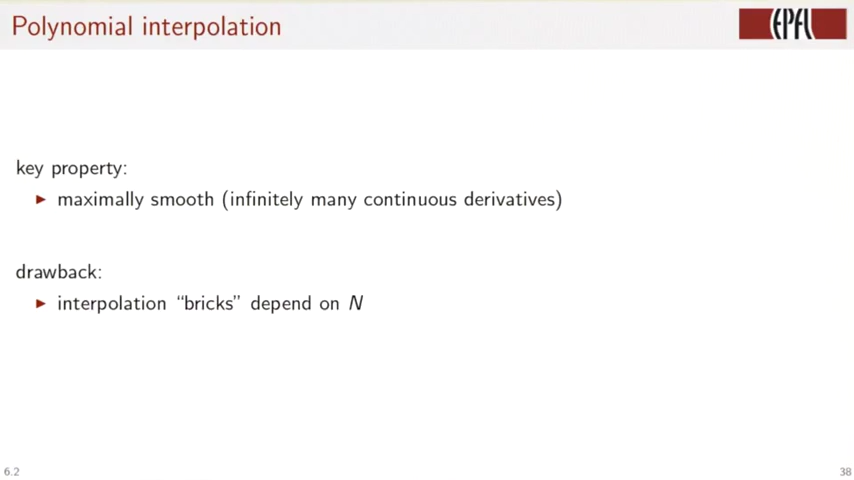 Polynomial interpolation
EPFL
key property:
▶ maximally smooth (infinitely many continuous derivatives)
drawback:
▶ interpolation “bricks” depend on N
6.2
38